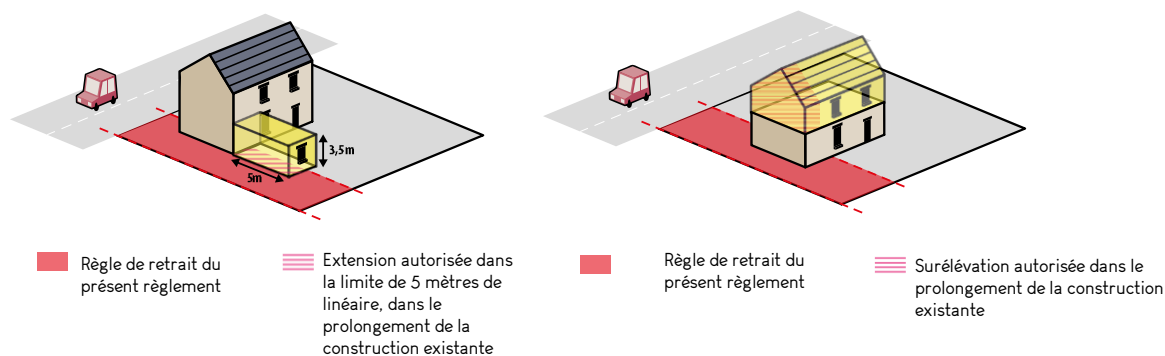 3,5m
5m
Règle de retrait du
présent règlement
Extension autorisée dans
la limite de 5 mètres de
linéaire, dans le
prolongement de la
construction existante
Règle de retrait du
présent règlement
Surélévation autorisée dans le
prolongement de la construction
existante